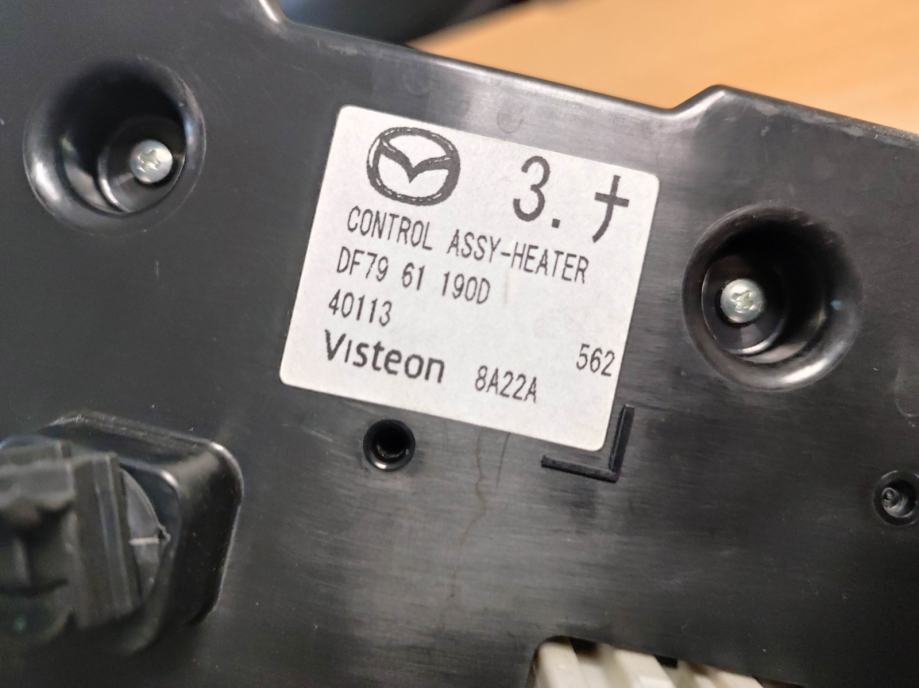 3.ナ
CONTROL ASSY-HEATER
DF79 61 190D
40113
562
Visteon 8A22A